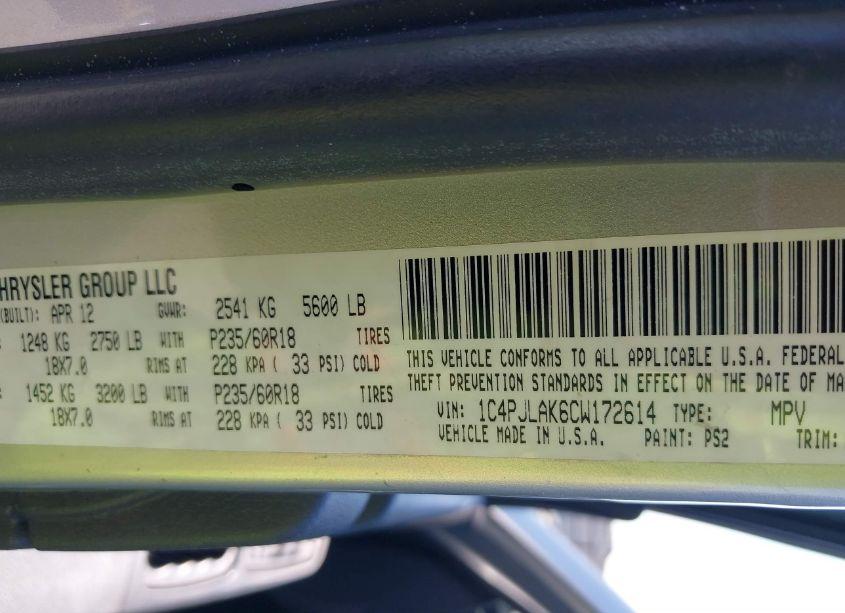 HRYSLER GROUP LLC
(BUILT): APR 12 GVWR: 2541 KG 5600 LB
: 1248 KG 2750 LB WITH P235/60R18 TIRES
18X7.0 RIMS AT 228 KPA ( 33 PSI) COLD
: 1452 KG 3200 LB WITH P235/60R18 TIRES
18X7.0 RIMS AT 228 KPA ( 33 PSI) COLD
THIS VEHICLE CONFORMS TO ALL APPLICABLE U.S.A. FEDERAL
THEFT PREVENTION STANDARDS IN EFFECT ON THE DATE OF MA
VIN: 1C4PJLAK6CW172614 TYPE: MPV
VEHICLE MADE IN U.S.A. PAINT: PS2 TRIM: